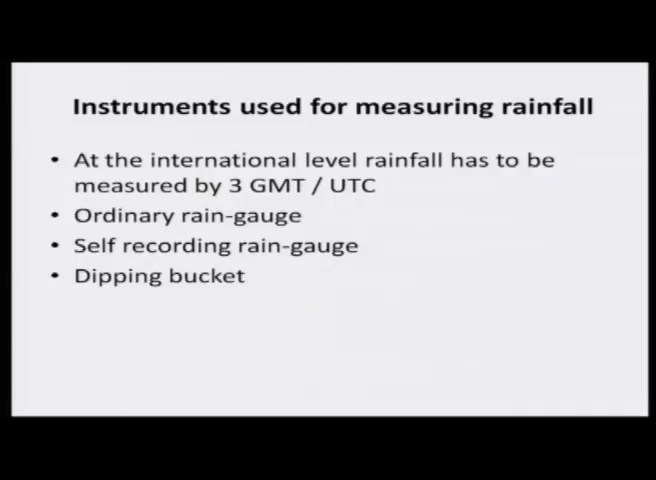 Instruments used for measuring rainfall
• At the international level rainfall has to be
measured by 3 GMT / UTC
• Ordinary rain-gauge
• Self recording rain-gauge
• Dipping bucket